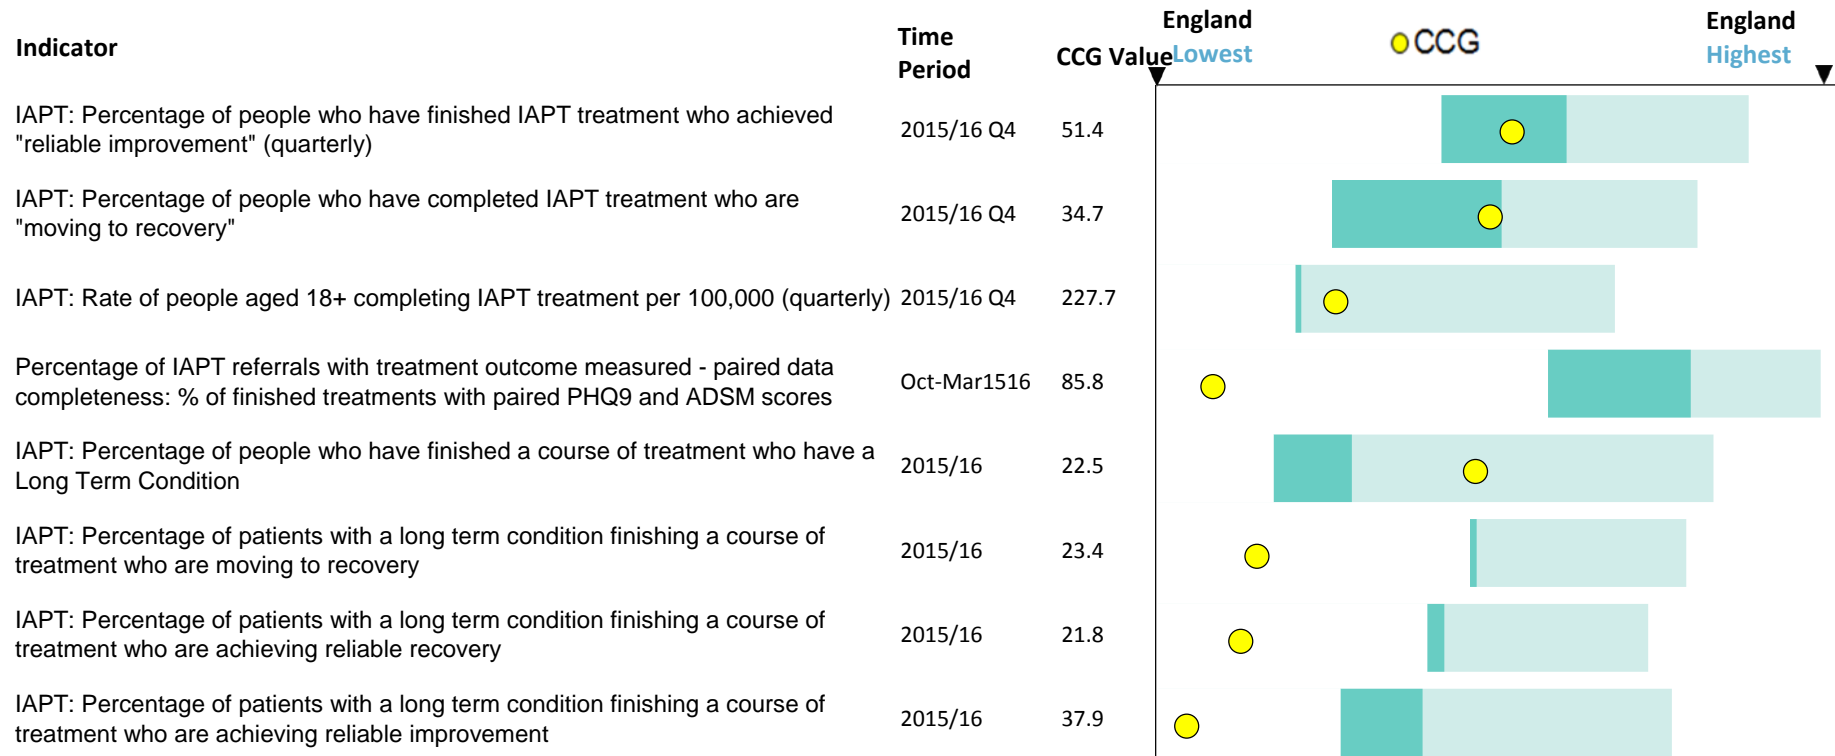 Indicator
Time
Period
CCG Value
England
Lowest
CCG
England
Highest
IAPT: Percentage of people who have finished IAPT treatment who achieved
"reliable improvement" (quarterly)
2015/16 Q4
51.4
IAPT: Percentage of people who have completed IAPT treatment who are
"moving to recovery"
2015/16 Q4
34.7
IAPT: Rate of people aged 18+ completing IAPT treatment per 100,000 (quarterly)
2015/16 Q4
227.7
Percentage of IAPT referrals with treatment outcome measured - paired data
completeness: % of finished treatments with paired PHQ9 and ADSM scores
Oct-Mar1516
85.8
IAPT: Percentage of people who have finished a course of treatment who have a
Long Term Condition
2015/16
22.5
IAPT: Percentage of patients with a long term condition finishing a course of
treatment who are moving to recovery
2015/16
23.4
IAPT: Percentage of patients with a long term condition finishing a course of
treatment who are achieving reliable recovery
2015/16
21.8
IAPT: Percentage of patients with a long term condition finishing a course of
treatment who are achieving reliable improvement
2015/16
37.9